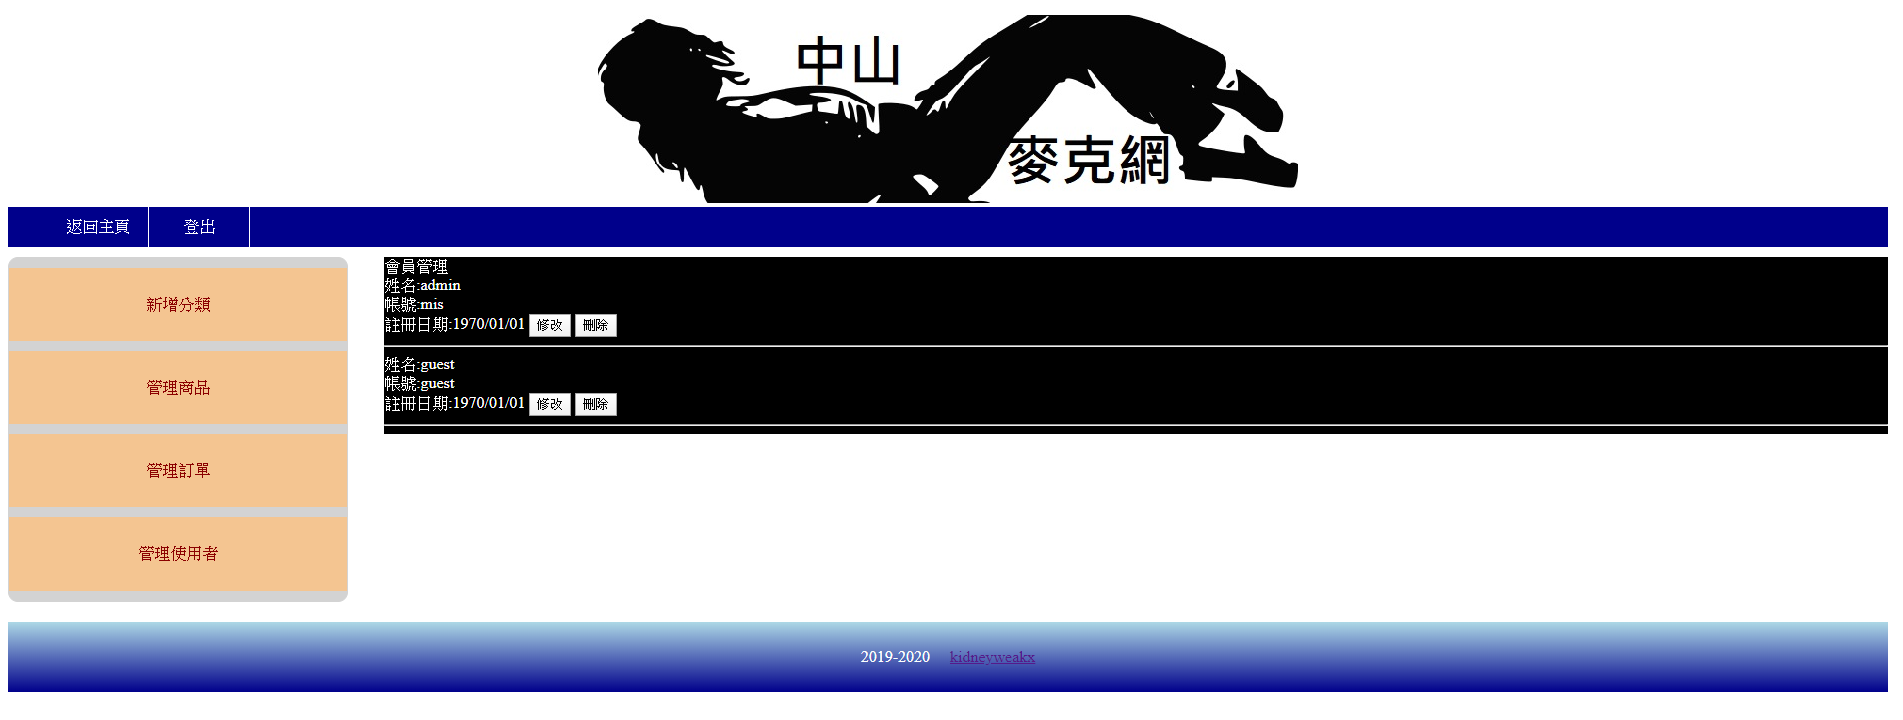 中山
麥克網
返回主頁 登出
新增分類
管理商品
管理訂單
管理使用者
會員管理
姓名:admin
帳號:mis
註冊日期:1970/01/01 修改 刪除
姓名:guest
帳號:guest
註冊日期:1970/01/01 修改 刪除
2019-2020 kidneyweakx